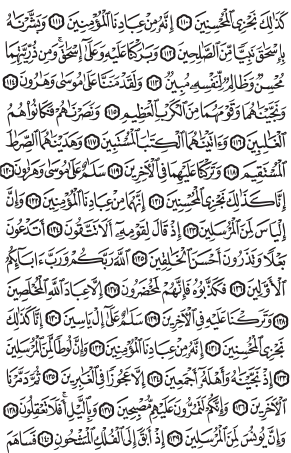 كَذَٰلِكَ نَجْزِي ٱلْمُحْسِنِينَ ١١٠ إِنَّهُۥ مِنْ عِبَادِنَا ٱلْمُؤْمِنِينَ ١١١ وَبَشَّرْنَٰهُ
بِإِسْحَٰقَ نَبِيًّا مِّنَ ٱلصَّٰلِحِينَ ١١٢ وَبَٰرَكْنَا عَلَيْهِ وَعَلَىٰٓ إِسْحَٰقَ ۚ وَمِن ذُرِّيَّتِهِمَا
مُحْسِنٌ وَظَالِمٌ لِّنَفْسِهِۦ مُبِينٌ ١١٣ وَلَقَدْ مَنَنَّا عَلَىٰ مُوسَىٰ وَهَٰرُونَ ١١٤
وَنَجَّيْنَٰهُمَا وَقَوْمَهُمَا مِنَ ٱلْكَرْبِ ٱلْعَظِيمِ ١١٥ وَنَصَرْنَٰهُمْ فَكَانُوا۟ هُمُ
ٱلْغَٰلِبِينَ ١١٦ وَءَاتَيْنَٰهُمَا ٱلْكِتَٰبَ ٱلْمُسْتَبِينَ ١١٧ وَهَدَيْنَٰهُمَا ٱلصِّرَٰطَ
ٱلْمُسْتَقِيمَ ١١٨ وَتَرَكْنَا عَلَيْهِمَا فِي ٱلْءَاخِرِينَ ١١٩ سَلَٰمٌ عَلَىٰ مُوسَىٰ وَهَٰرُونَ ١٢٠
إِنَّا كَذَٰلِكَ نَجْزِي ٱلْمُحْسِنِينَ ١٢١ إِنَّهُمَا مِنْ عِبَادِنَا ٱلْمُؤْمِنِينَ ١٢٢ وَإِنَّ
إِلْيَاسَ لَمِنَ ٱلْمُرْسَلِينَ ١٢٣ إِذْ قَالَ لِقَوْمِهِۦٓ أَلَا تَتَّقُونَ ١٢٤ أَتَدْعُونَ
بَعْلًا وَتَذَرُونَ أَحْسَنَ ٱلْخَٰلِقِينَ ١٢٥ ٱللَّهَ رَبَّكُمْ وَرَبَّ ءَابَآئِكُمُ
ٱلْأَوَّلِينَ ١٢٦ فَكَذَّبُوهُ فَإِنَّهُمْ لَمُحْضَرُونَ ١٢٧ إِلَّا عِبَادَ ٱللَّهِ ٱلْمُخْلَصِينَ
١٢٨ وَتَرَكْنَا عَلَيْهِ فِي ٱلْءَاخِرِينَ ١٢٩ سَلَٰمٌ عَلَىٰٓ إِلْ يَاسِينَ ١٣٠ إِنَّا كَذَٰلِكَ
نَجْزِي ٱلْمُحْسِنِينَ ١٣١ إِنَّهُۥ مِنْ عِبَادِنَا ٱلْمُؤْمِنِينَ ١٣٢ وَإِنَّ لُوطًا لَّمِنَ ٱلْمُرْسَلِينَ
١٣٣ إِذْ نَجَّيْنَٰهُ وَأَهْلَهُۥٓ أَجْمَعِينَ ١٣٤ إِلَّا عَجُوزًا فِي ٱلْغَٰبِرِينَ ١٣٥ ثُمَّ دَمَّرْنَا
ٱلْءَاخَرِينَ ١٣٦ وَإِنَّكُمْ لَتَمُرُّونَ عَلَيْهِم مُّصْبِحِينَ ١٣٧ وَبِٱلَّيْلِ ۗ أَفَلَا تَعْقِلُونَ ١٣٨
وَإِنَّ يُونُسَ لَمِنَ ٱلْمُرْسَلِينَ ١٣٩ إِذْ أَبَقَ إِلَى ٱلْفُلْكِ ٱلْمَشْحُونِ ١٤٠ فَسَاهَمَ